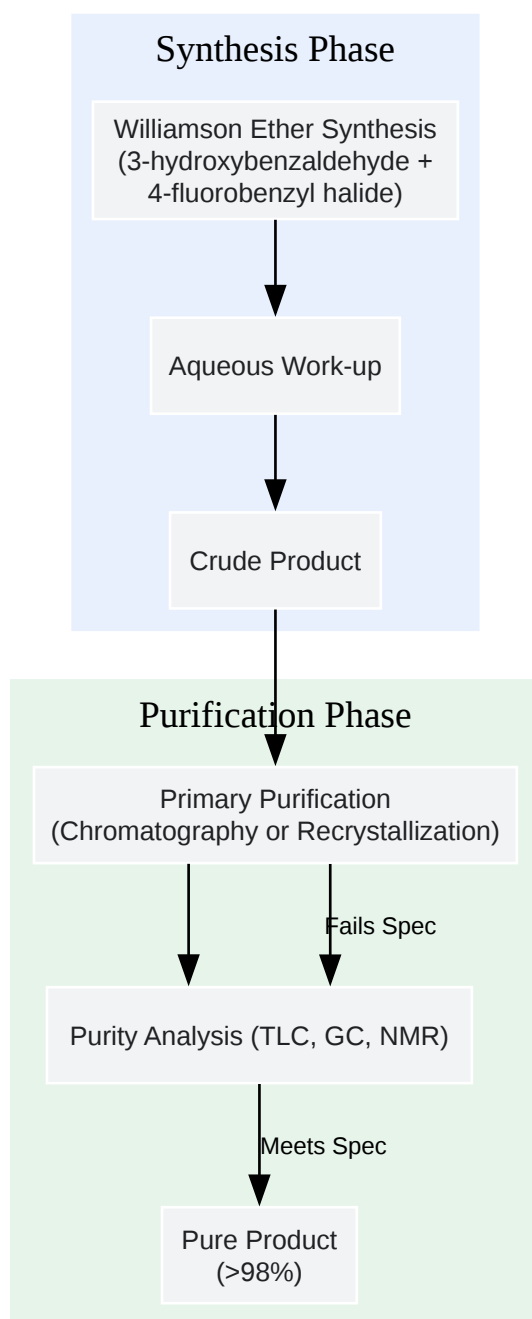 Synthesis Phase
Williamson Ether Synthesis
(3-hydroxybenzaldehyde +
4-fluorobenzyl halide)
Aqueous Work-up
Crude Product
Purification Phase
Primary Purification
(Chromatography or Recrystallization)
Fails Spec
Purity Analysis (TLC, GC, NMR)
Meets Spec
Pure Product
(>98%)